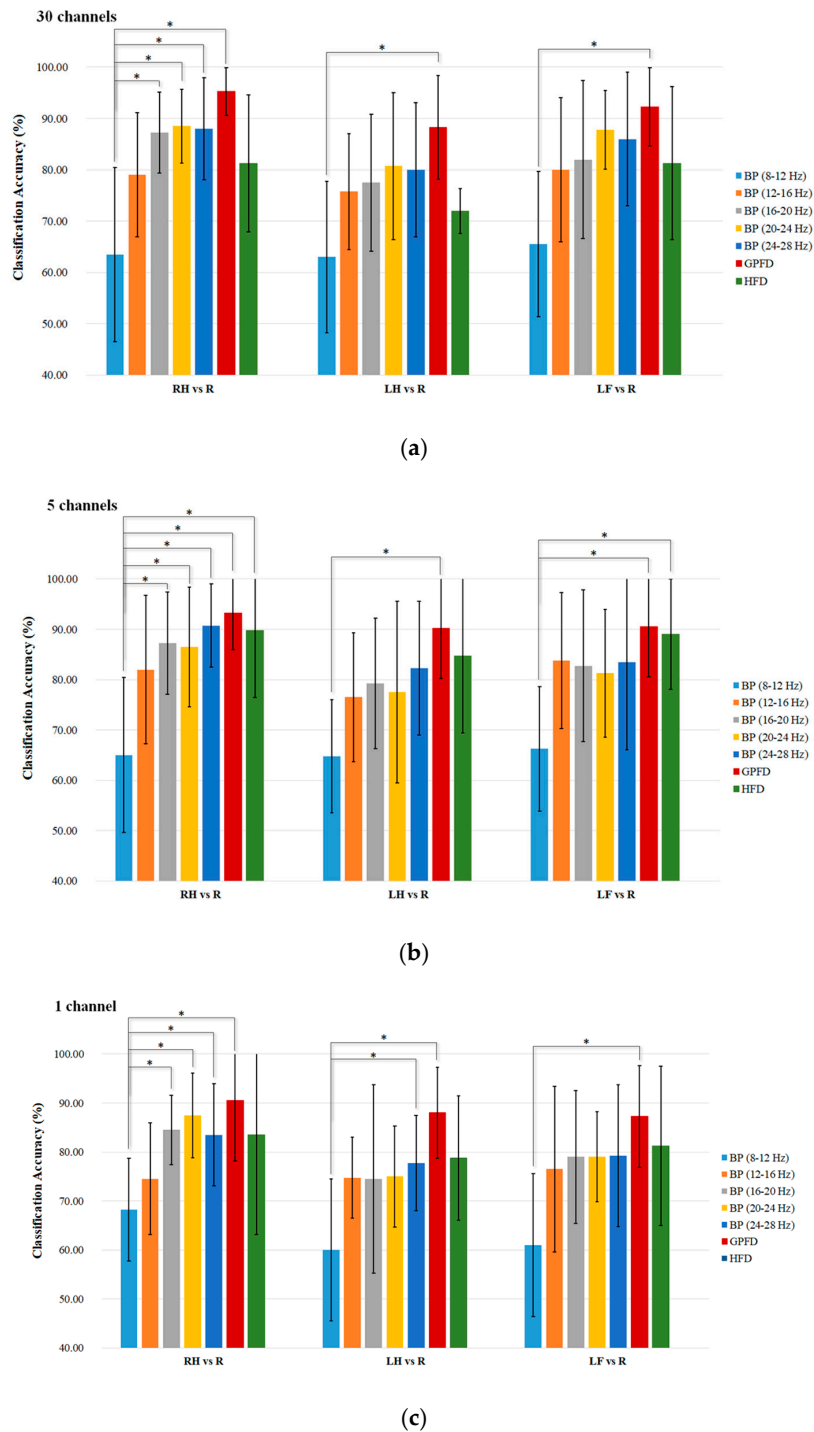 30 channels
* * * * * *
Classification Accuracy (%)
100.00
90.00
80.00
70.00
60.00
50.00
40.00
RH vs R LH vs R LF vs R
BP (8-12 Hz)
BP (12-16 Hz)
BP (16-20 Hz)
BP (20-24 Hz)
BP (24-28 Hz)
GPFD
HFD
(a)
5 channels
* * * * * * * *
Classification Accuracy (%)
100.00
90.00
80.00
70.00
60.00
50.00
40.00
RH vs R LH vs R LF vs R
BP (8-12 Hz)
BP (12-16 Hz)
BP (16-20 Hz)
BP (20-24 Hz)
BP (24-28 Hz)
GPFD
HFD
(b)
1 channel
* * * * * * *
Classification Accuracy (%)
100.00
90.00
80.00
70.00
60.00
50.00
40.00
RH vs R LH vs R LF vs R
BP (8-12 Hz)
BP (12-16 Hz)
BP (16-20 Hz)
BP (20-24 Hz)
BP (24-28 Hz)
GPFD
HFD
(c)